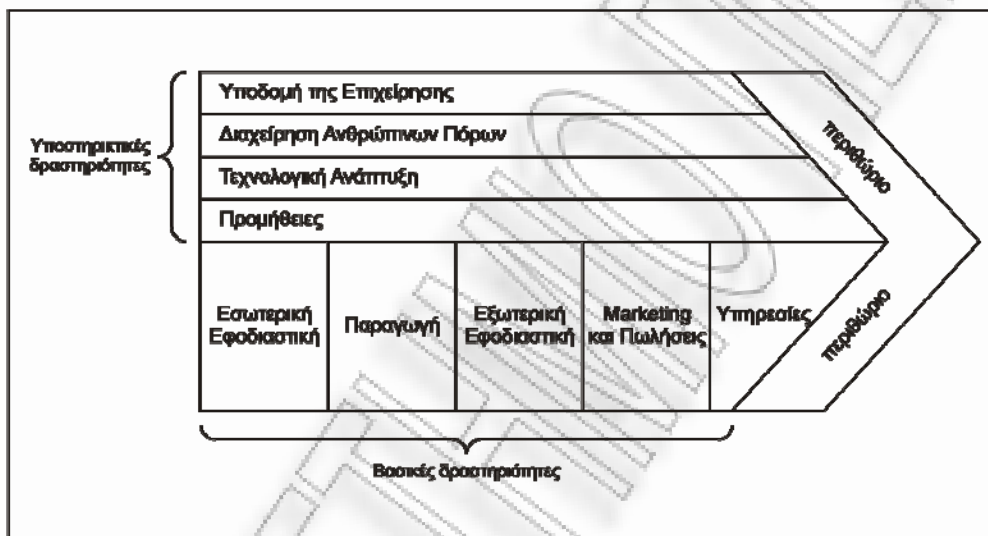 Υποδομή της Επιχείρησης
Διαχείρηση Ανθρώπινων Πόρων
Τεχνολογική Ανάπτυξη
Προμήθειες
Υποστηρικτικές
δραστηριότητες
περιθώριο
Εσωτερική
Εφοδιαστική
Παραγωγή
Εξωτερική
Εφοδιαστική
Marketing
και Πωλήσεις
Υπηρεσίες
περιθώριο
Βασικές δραστηριότητες